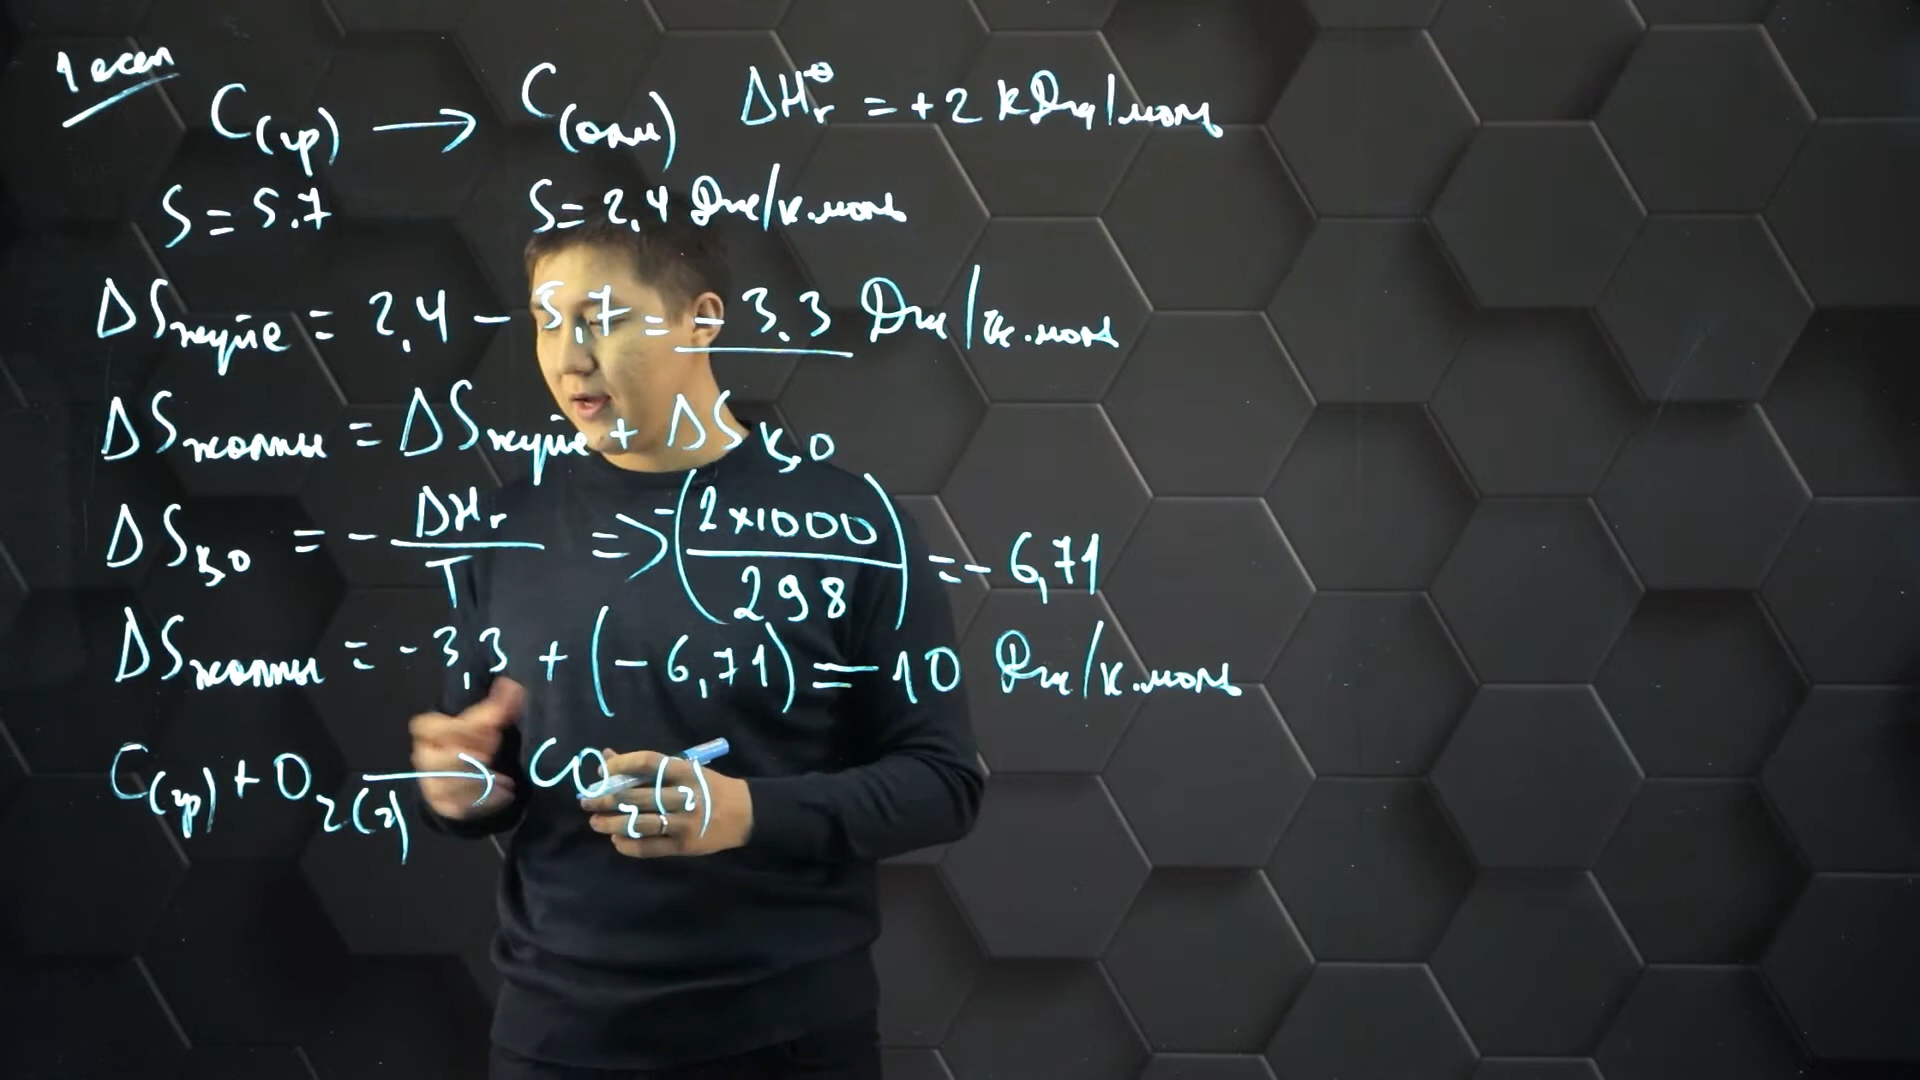 1 есеп
C(гр) → C(алм) ΔHr^⦵ = +2 кДж/моль
S = 5.7 S = 2,4 Дж/к.моль
ΔSжүйе = 2,4 - 5,7 = -3.3 Дж/к.моль
ΔSжалпы = ΔSжүйе + ΔSқ,о
ΔSқ,о = - ΔHr/T => -(2×1000/298) = -6,71
ΔSжалпы = -3,3 + (-6,71) = -10 Дж/к.моль
C(гр) + O2(г) → CO2(г)